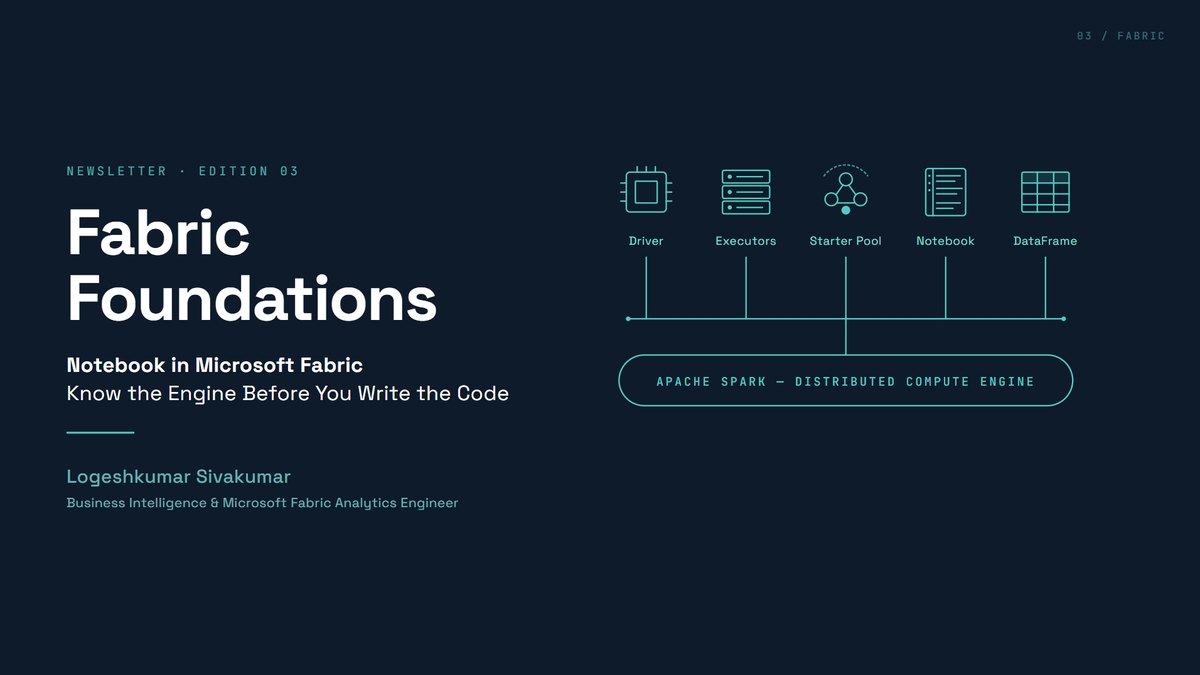 03 / FABRIC
NEWSLETTER · EDITION 03
Fabric
Foundations
Notebook in Microsoft Fabric
Know the Engine Before You Write the Code
Logeshkumar Sivakumar
Business Intelligence & Microsoft Fabric Analytics Engineer
Driver
Executors
Starter Pool
Notebook
DataFrame
APACHE SPARK — DISTRIBUTED COMPUTE ENGINE